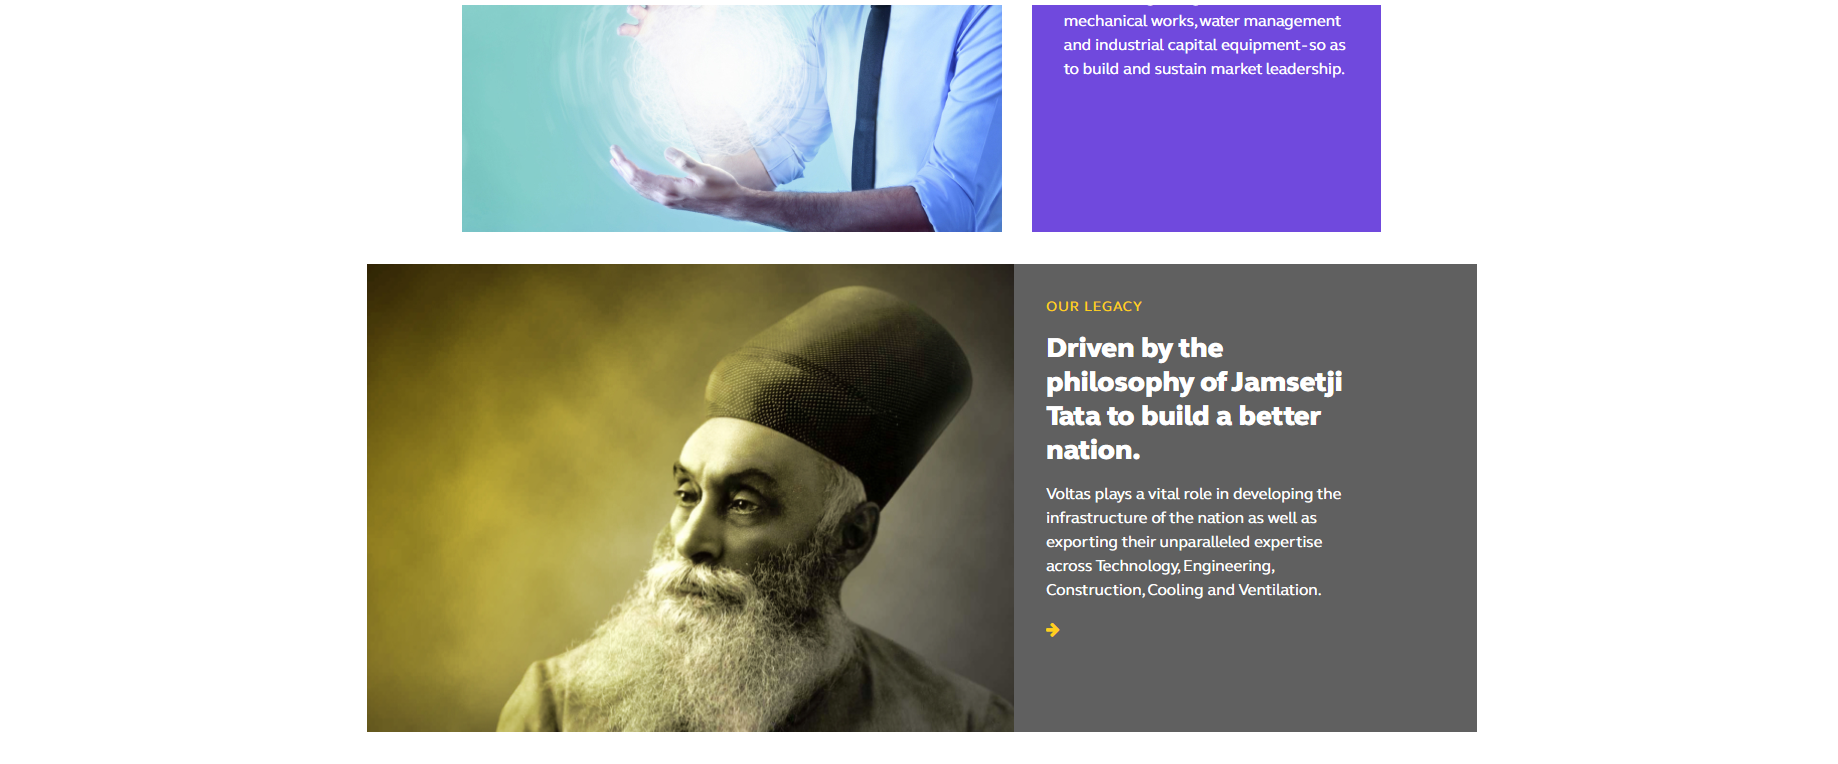 mechanical works, water management
and industrial capital equipment-so as
to build and sustain market leadership.
OUR LEGACY
Driven by the
philosophy of Jamsetji
Tata to build a better
nation.
Voltas plays a vital role in developing the
infrastructure of the nation as well as
exporting their unparalleled expertise
across Technology, Engineering,
Construction, Cooling and Ventilation.